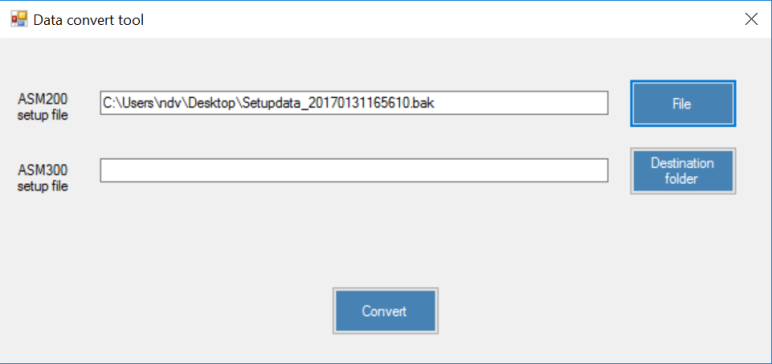 Data convert tool
ASM200
setup file
C:\Users\ndv\Desktop\Setupdata_20170131165610.bak
File
ASM300
setup file
Destination
folder
Convert